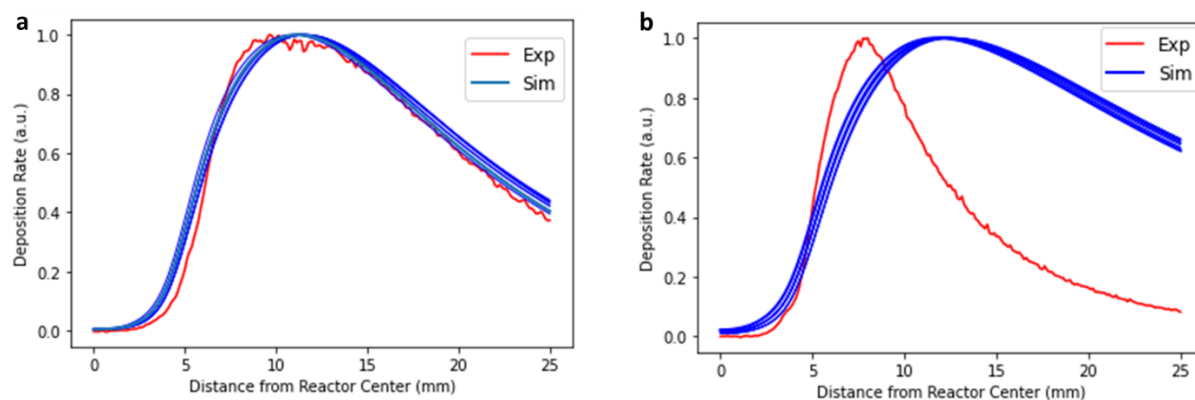 a
Deposition Rate (a.u.)
1.0
0.8
0.6
0.4
0.2
0.0
Exp
Sim
0 5 10 15 20 25
Distance from Reactor Center (mm)
b
Deposition Rate (a.u.)
1.0
0.8
0.6
0.4
0.2
0.0
Exp
Sim
0 5 10 15 20 25
Distance from Reactor Center (mm)